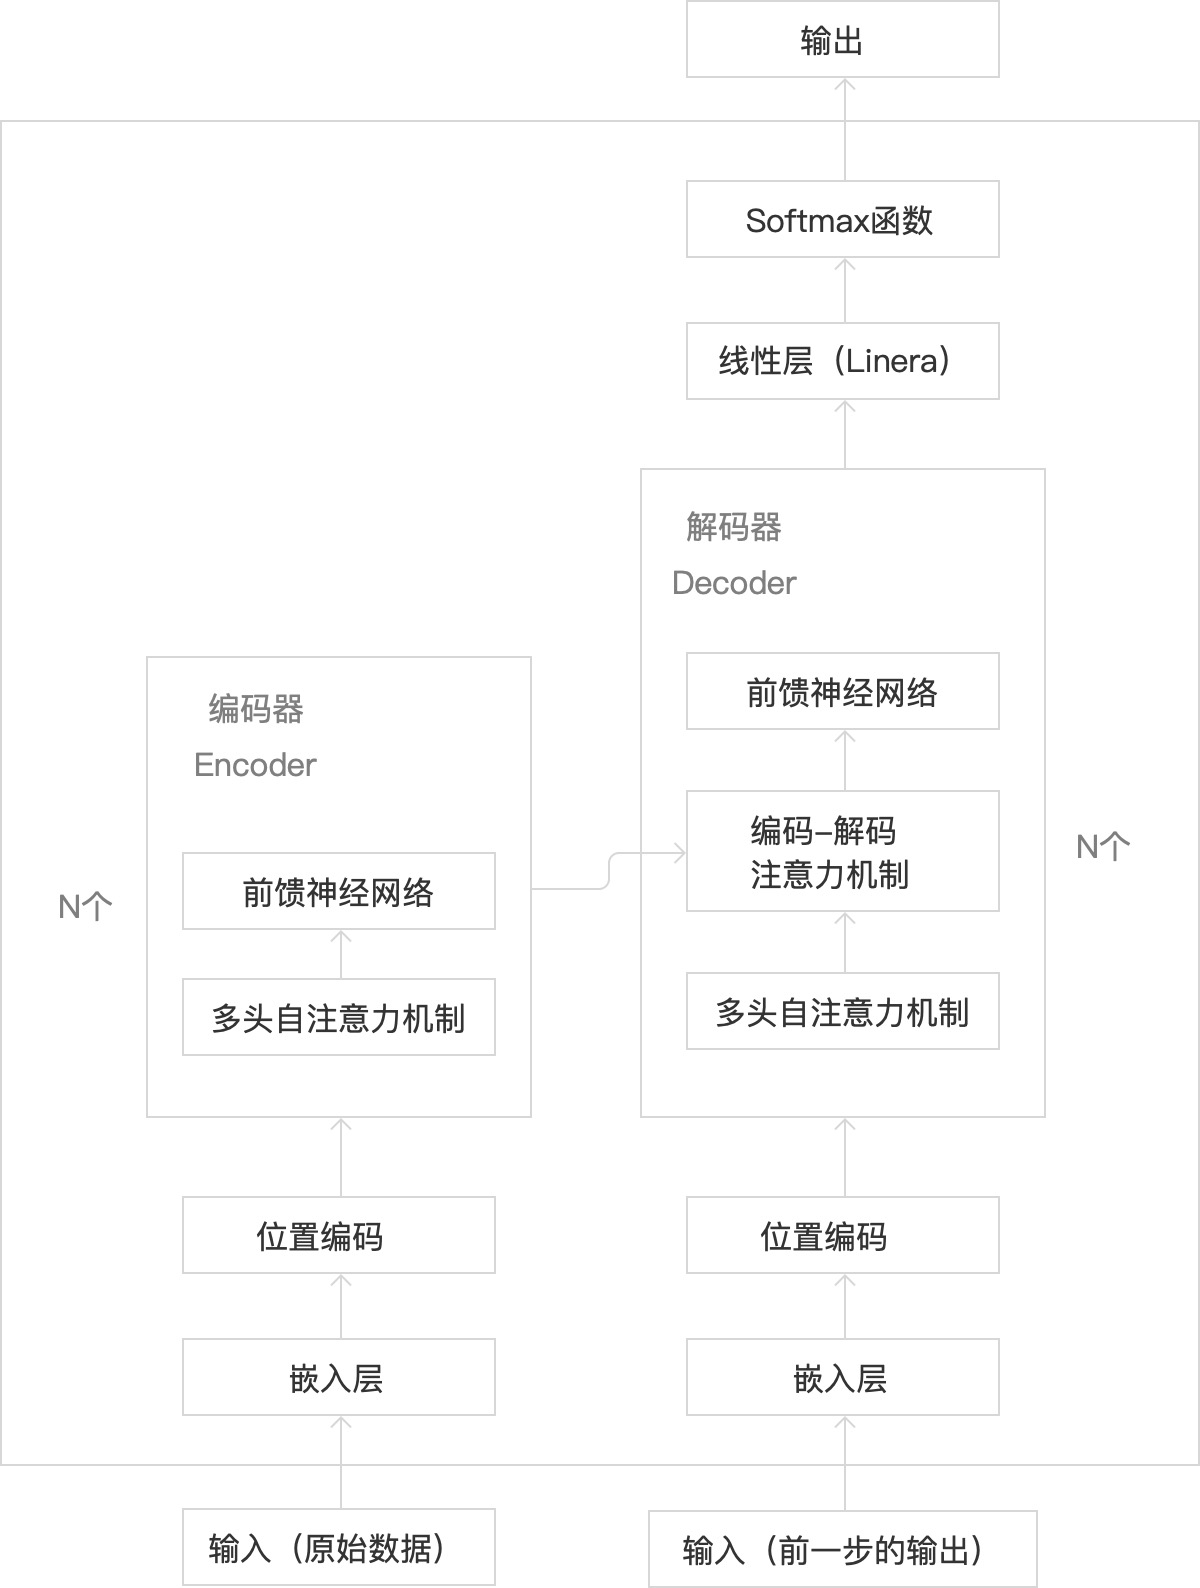 输出
Softmax函数
线性层（Linera）
解码器
Decoder
前馈神经网络
编码-解码
注意力机制
多头自注意力机制
N个
编码器
Encoder
前馈神经网络
多头自注意力机制
N个
位置编码
位置编码
嵌入层
嵌入层
输入（原始数据）
输入（前一步的输出）